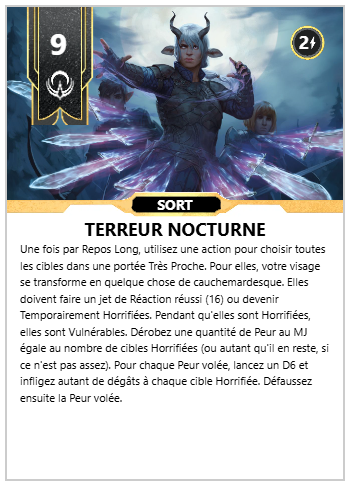 9
2
SORT
TERREUR NOCTURNE
Une fois par Repos Long, utilisez une action pour choisir toutes
les cibles dans une portée Très Proche. Pour elles, votre visage
se transforme en quelque chose de cauchemardesque. Elles
doivent faire un jet de Réaction réussi (16) ou devenir
Temporairement Horrifiées. Pendant qu'elles sont Horrifiées,
elles sont Vulnérables. Dérobez une quantité de Peur au MJ
égale au nombre de cibles Horrifiées (ou autant qu'il en reste, si
ce n'est pas assez). Pour chaque Peur volée, lancez un D6 et
infligez autant de dégâts à chaque cible Horrifiée. Défaussez
ensuite la Peur volée.